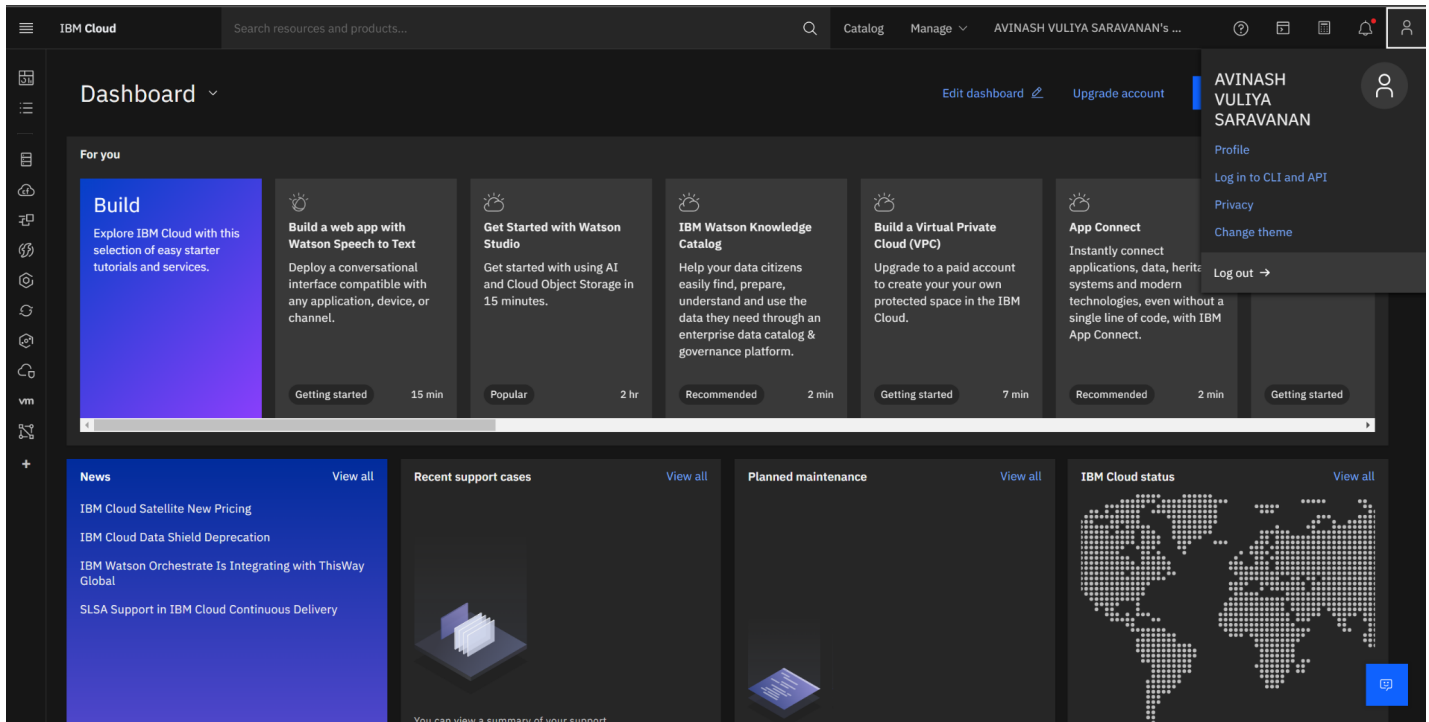 IBM Cloud
Search resources and products...
Catalog
Manage
AVINASH VULIYA SARAVANAN's ...
AVINASH
VULIYA
SARAVANAN
Profile
Log in to CLI and API
Privacy
Change theme
Log out →
Dashboard
Edit dashboard
Upgrade account
For you
Build
Explore IBM Cloud with this
selection of easy starter
tutorials and services.
Build a web app with
Watson Speech to Text
Deploy a conversational
interface compatible with
any application, device, or
channel.
Getting started 15 min
Get Started with Watson
Studio
Get started with using AI
and Cloud Object Storage in
15 minutes.
Popular 2 hr
IBM Watson Knowledge
Catalog
Help your data citizens
easily find, prepare,
understand and use the
data they need through an
enterprise data catalog &
governance platform.
Recommended 2 min
Build a Virtual Private
Cloud (VPC)
Upgrade to a paid account
to create your your own
protected space in the IBM
Cloud.
Getting started 7 min
App Connect
Instantly connect
applications, data, herita
systems and modern
technologies, even without a
single line of code, with IBM
App Connect.
Recommended 2 min
Getting started
vm
News View all
IBM Cloud Satellite New Pricing
IBM Cloud Data Shield Deprecation
IBM Watson Orchestrate Is Integrating with ThisWay
Global
SLSA Support in IBM Cloud Continuous Delivery
Recent support cases View all
You can view a summary of your support
Planned maintenance View all
IBM Cloud status View all